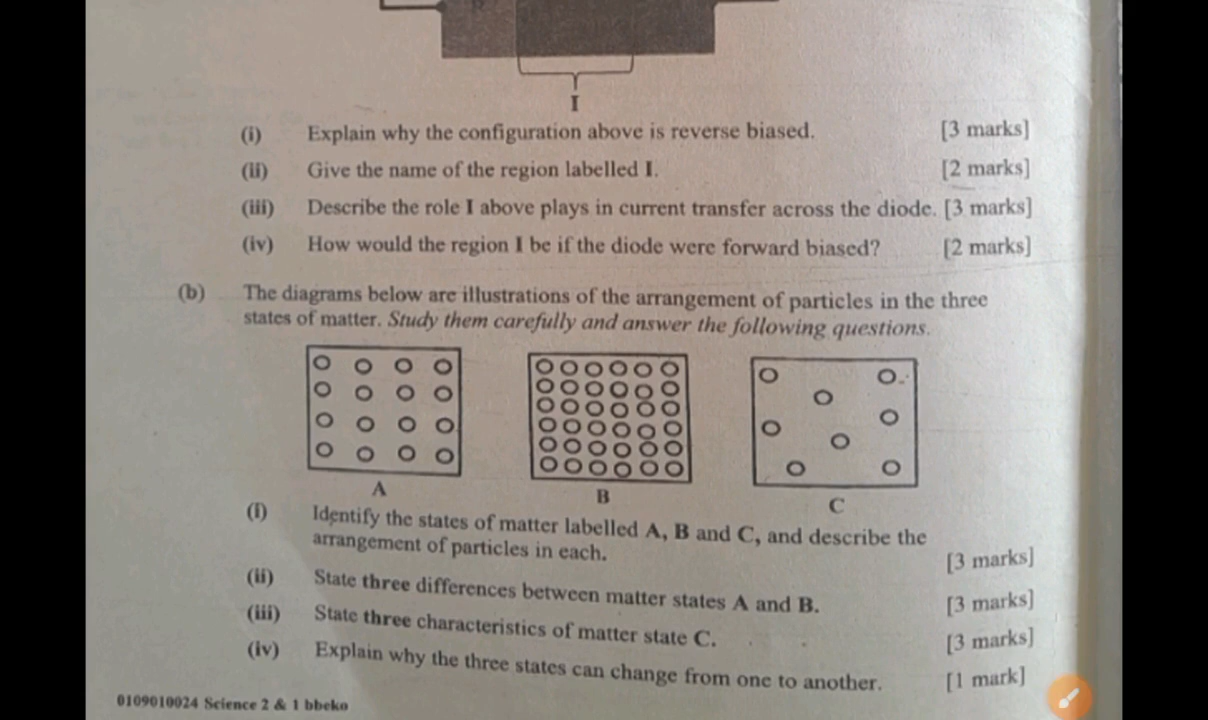 I
(i) Explain why the configuration above is reverse biased. [3 marks]
(ii) Give the name of the region labelled I. [2 marks]
(iii) Describe the role I above plays in current transfer across the diode. [3 marks]
(iv) How would the region I be if the diode were forward biased? [2 marks]
(b) The diagrams below are illustrations of the arrangement of particles in the three
states of matter. Study them carefully and answer the following questions.
A B C
(i) Identify the states of matter labelled A, B and C, and describe the
arrangement of particles in each. [3 marks]
(ii) State three differences between matter states A and B. [3 marks]
(iii) State three characteristics of matter state C. [3 marks]
(iv) Explain why the three states can change from one to another. [1 mark]
0109010024 Science 2 & 1 bbeko